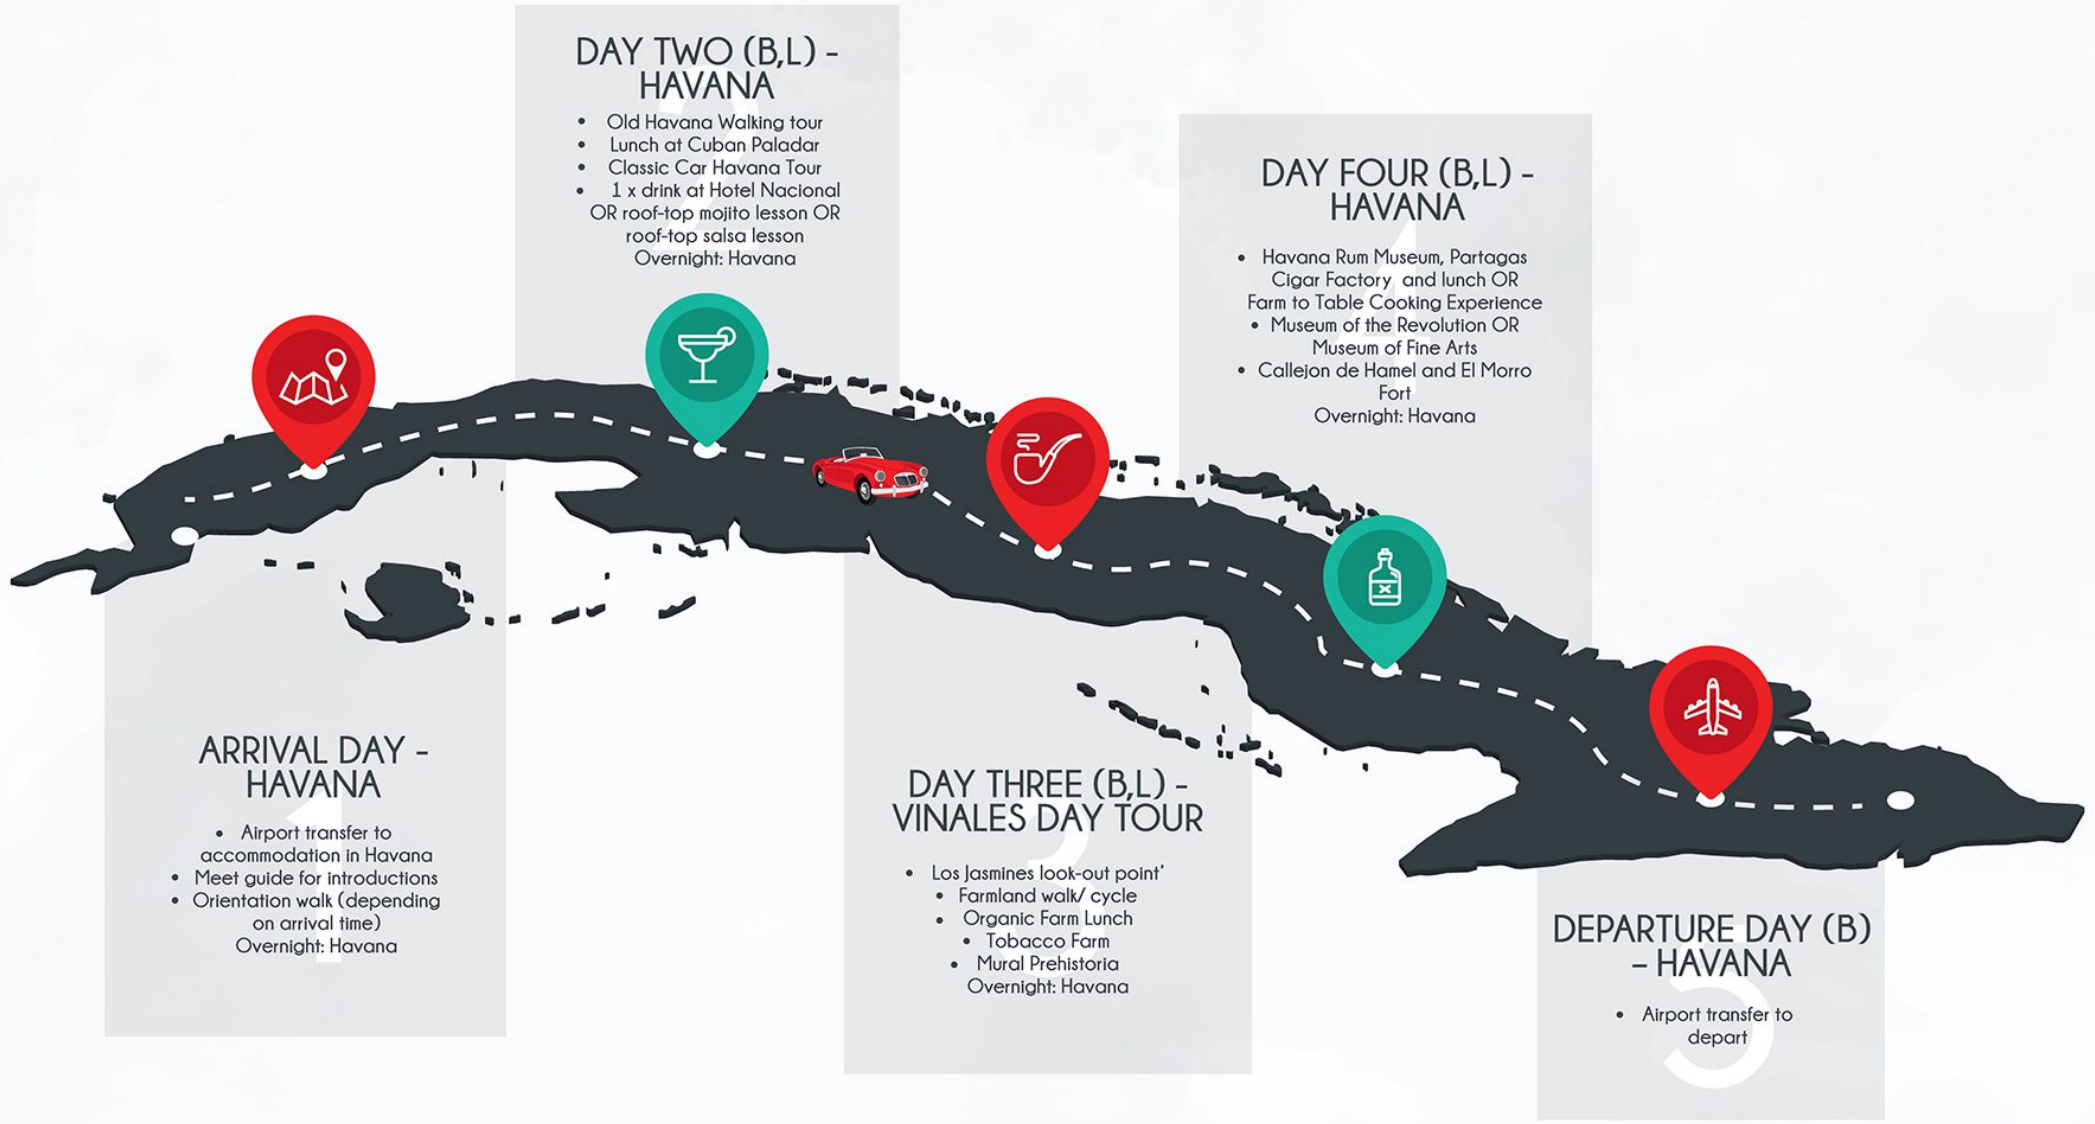 DAY TWO (B,L) -
HAVANA
• Old Havana Walking tour
• Lunch at Cuban Paladar
• Classic Car Havana Tour
• 1 x drink at Hotel Nacional
OR roof-top mojito lesson OR
roof-top salsa lesson
Overnight: Havana
2
DAY FOUR (B,L) -
HAVANA
• Havana Rum Museum, Partagas
Cigar Factory and lunch OR
Farm to Table Cooking Experience
• Museum of the Revolution OR
Museum of Fine Arts
• Callejon de Hamel and El Morro
Fort
Overnight: Havana
4
ARRIVAL DAY -
HAVANA
• Airport transfer to
accommodation in Havana
• Meet guide for introductions
• Orientation walk (depending
on arrival time)
Overnight: Havana
1
DAY THREE (B,L) -
VINALES DAY TOUR
• Los Jasmines look-out point'
• Farmland walk/ cycle
• Organic Farm Lunch
• Tobacco Farm
• Mural Prehistoria
Overnight: Havana
3
DEPARTURE DAY (B)
– HAVANA
• Airport transfer to
depart
5